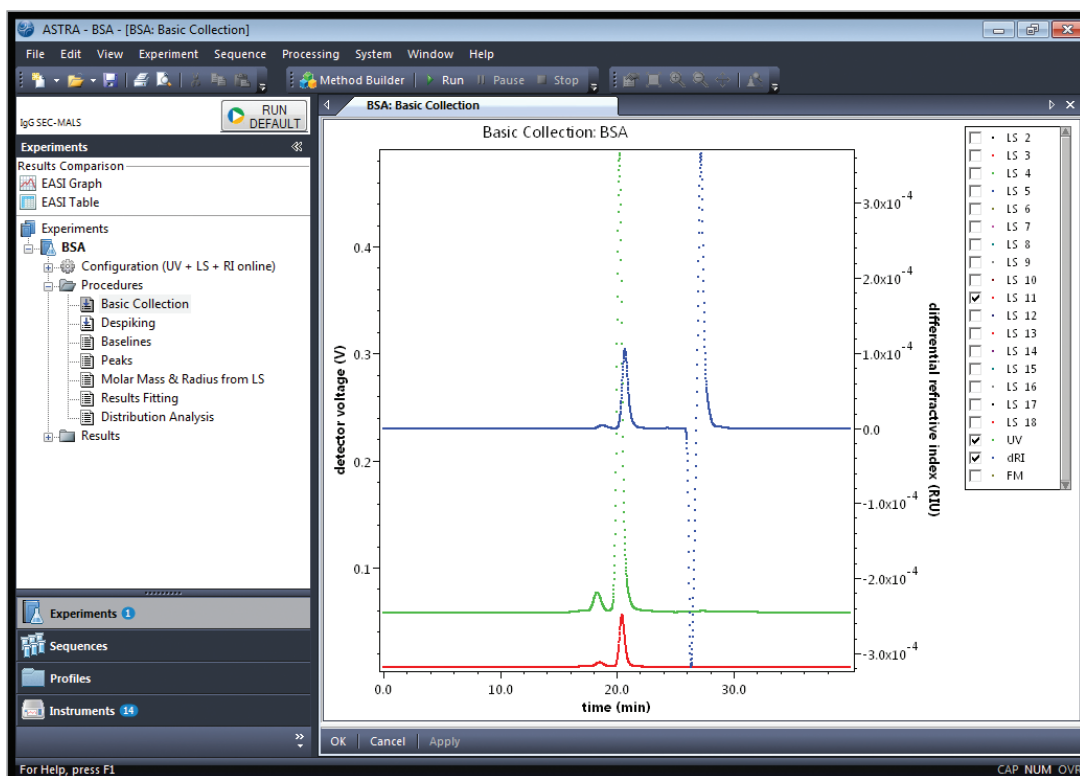 ASTRA - BSA - [BSA: Basic Collection]
File Edit View Experiment Sequence Processing System Window Help
Method Builder Run Pause Stop
IgG SEC-MALS
RUN
DEFAULT
Experiments
Results Comparison
EASI Graph
EASI Table
Experiments
BSA
Configuration (UV + LS + RI online)
Procedures
Basic Collection
Despiking
Baselines
Peaks
Molar Mass & Radius from LS
Results Fitting
Distribution Analysis
Results
Experiments 1
Sequences
Profiles
Instruments 14
BSA: Basic Collection
Basic Collection: BSA
detector voltage (V)
0.4
0.3
0.2
0.1
0.0 10.0 20.0 30.0
time (min)
3.0x10⁻⁴
2.0x10⁻⁴
1.0x10⁻⁴
0.0
-1.0x10⁻⁴
-2.0x10⁻⁴
-3.0x10⁻⁴
differential refractive index (RIU)
LS 2
LS 3
LS 4
LS 5
LS 6
LS 7
LS 8
LS 9
LS 10
LS 11
LS 12
LS 13
LS 14
LS 15
LS 16
LS 17
LS 18
UV
dRI
FM
OK Cancel Apply
For Help, press F1
CAP NUM OVR